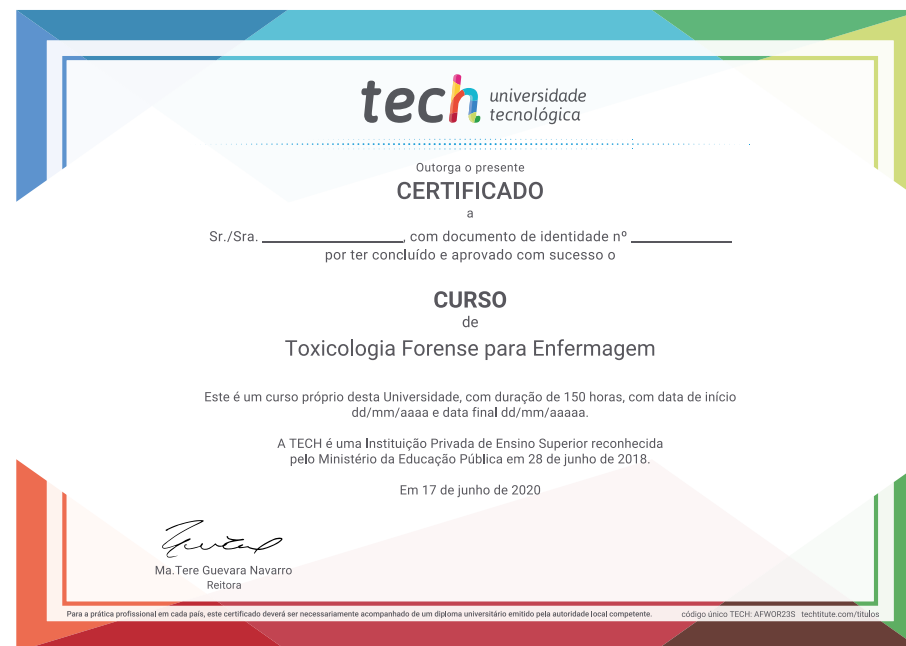 tech universidade
tecnológica
Outorga o presente
CERTIFICADO
a
Sr./Sra. ____________________, com documento de identidade nº ______________
por ter concluído e aprovado com sucesso o
CURSO
de
Toxicologia Forense para Enfermagem
Este é um curso próprio desta Universidade, com duração de 150 horas, com data de início
dd/mm/aaaa e data final dd/mm/aaaaa.
A TECH é uma Instituição Privada de Ensino Superior reconhecida
pelo Ministério da Educação Pública em 28 de junho de 2018.
Em 17 de junho de 2020
Ma.Tere Guevara Navarro
Reitora
Para a prática profissional em cada país, este certificado deverá ser necessariamente acompanhado de um diploma universitário emitido pela autoridade local competente. código único TECH: AFWOR23S techtitute.com/titulos